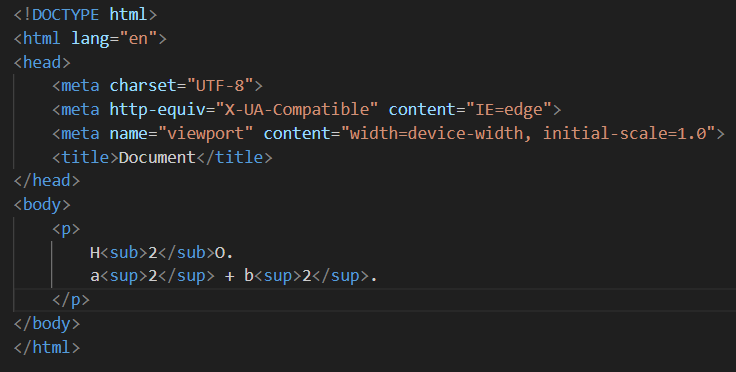 <!DOCTYPE html>
<html lang="en">
<head>
    <meta charset="UTF-8">
    <meta http-equiv="X-UA-Compatible" content="IE=edge">
    <meta name="viewport" content="width=device-width, initial-scale=1.0">
    <title>Document</title>
</head>
<body>
    <p>
        H<sub>2</sub>O.
        a<sup>2</sup> + b<sup>2</sup>.
    </p>
</body>
</html>